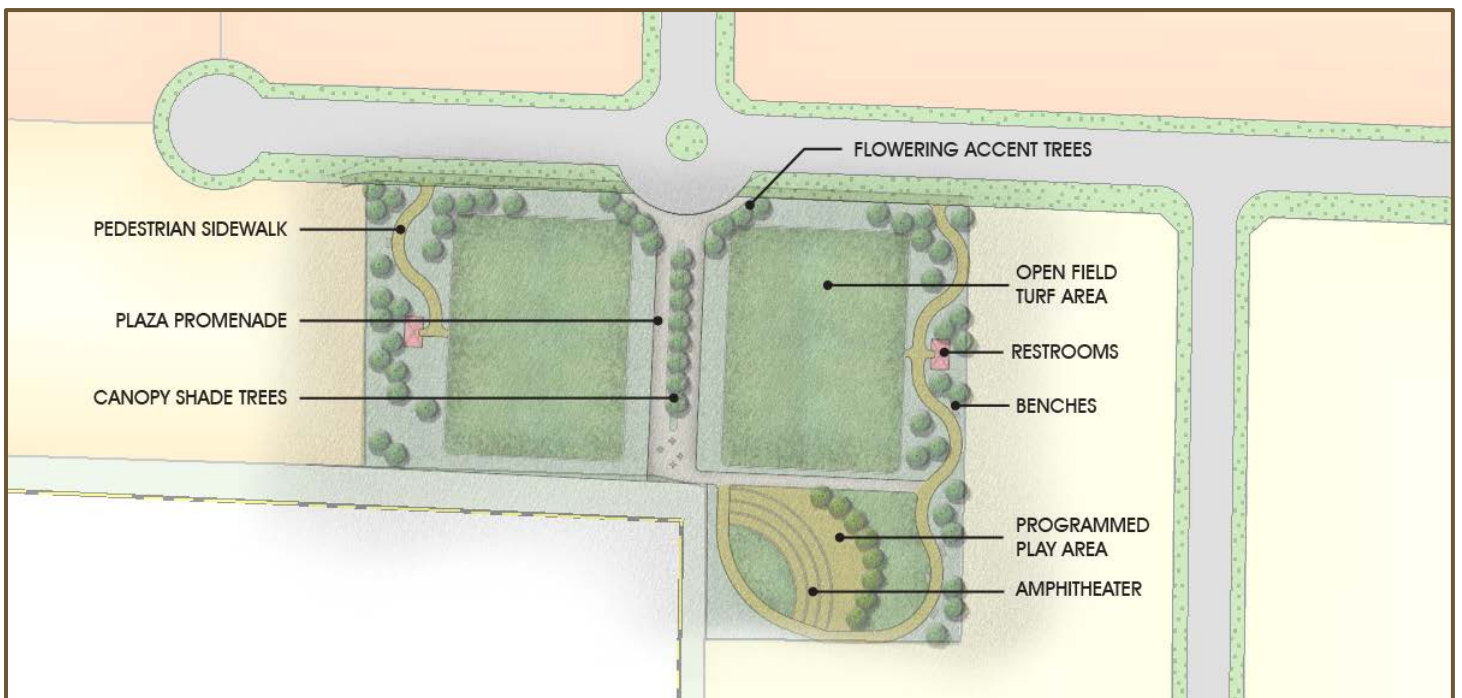 FLOWERING ACCENT TREES
PEDESTRIAN SIDEWALK
OPEN FIELD
TURF AREA
PLAZA PROMENADE
RESTROOMS
CANOPY SHADE TREES
BENCHES
PROGRAMMED
PLAY AREA
AMPHITHEATER